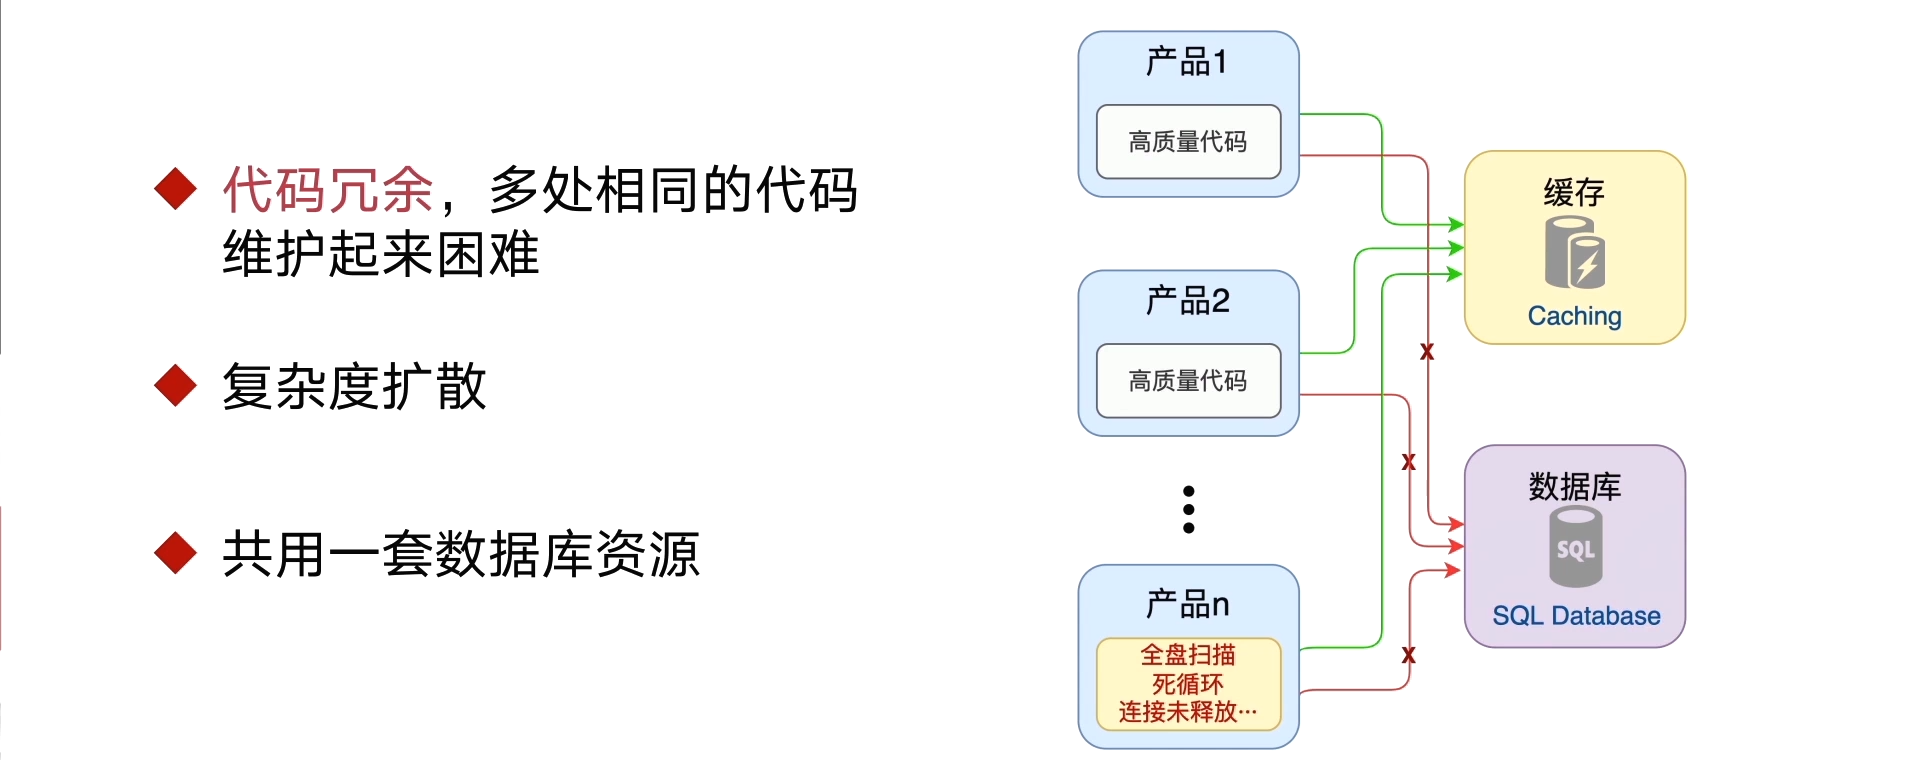 代码冗余，多处相同的代码
维护起来困难
复杂度扩散
共用一套数据库资源
产品1
高质量代码
产品2
高质量代码
产品n
全盘扫描
死循环
连接未释放…
缓存
Caching
x
x
x
数据库
SQL
SQL Database